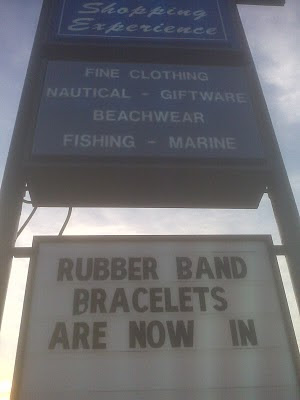 Shopping
Experience
FINE CLOTHING
NAUTICAL - GIFTWARE
BEACHWEAR
FISHING - MARINE
RUBBER BAND
BRACELETS
ARE NOW IN